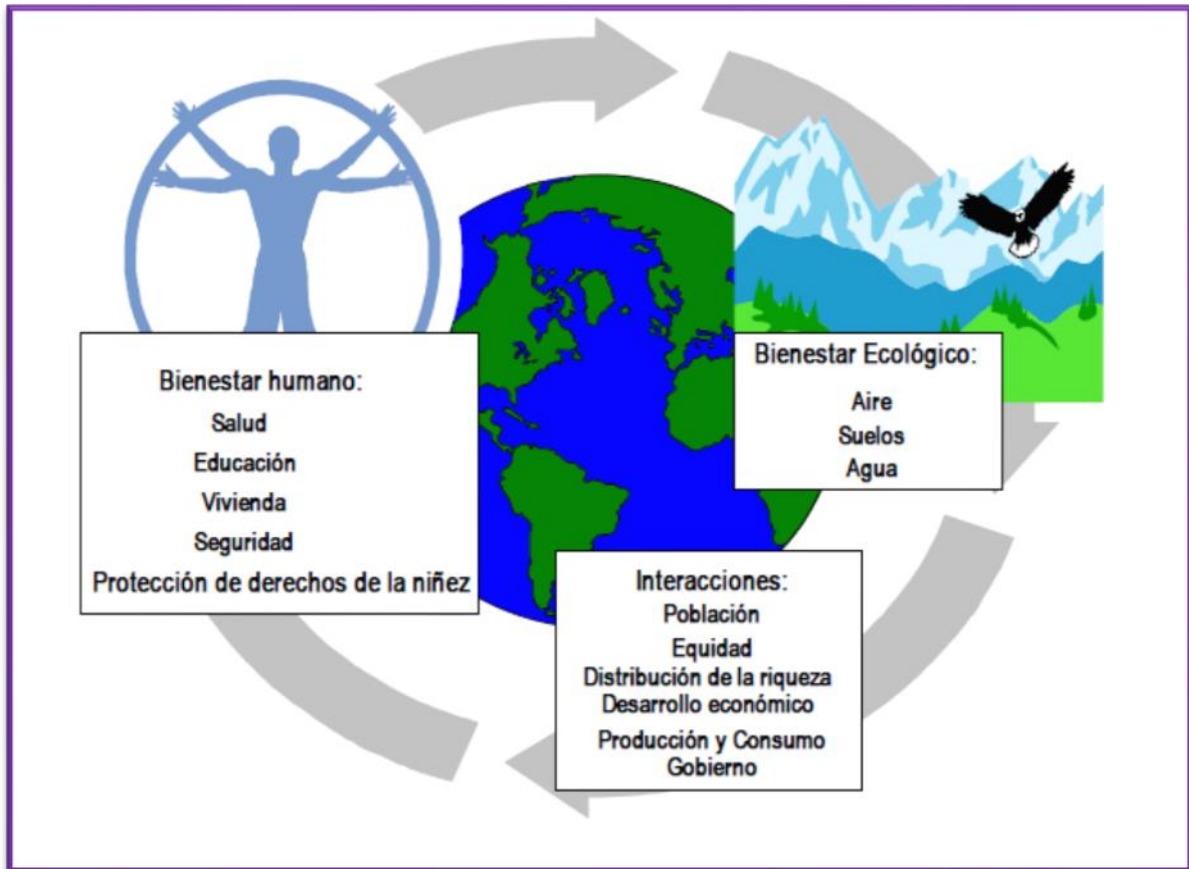 Bienestar humano:
Salud
Educación
Vivienda
Seguridad
Protección de derechos de la niñez
Bienestar Ecológico:
Aire
Suelos
Agua
Interacciones:
Población
Equidad
Distribución de la riqueza
Desarrollo económico
Producción y Consumo
Gobierno